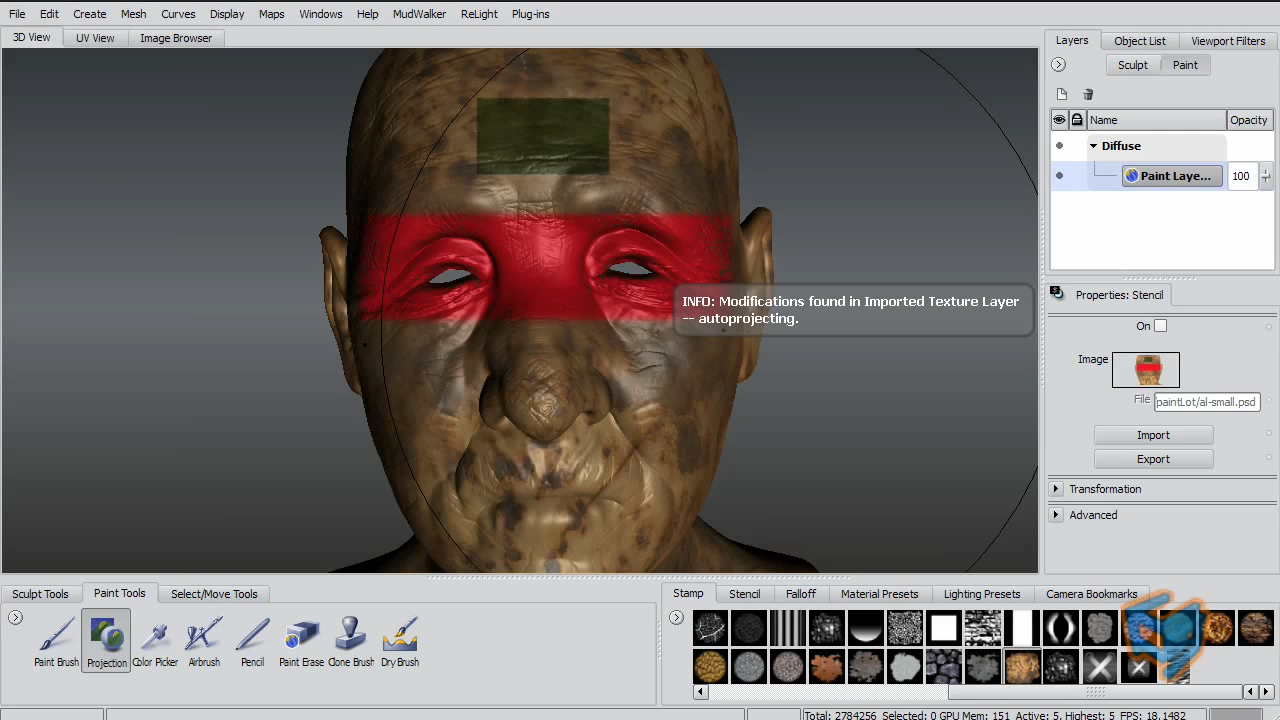 File Edit Create Mesh Curves Display Maps Windows Help MudWalker ReLight Plug-ins
3D View UV View Image Browser
Layers Object List Viewport Filters
Sculpt Paint
Name Opacity
Diffuse
Paint Laye... 100
INFO: Modifications found in Imported Texture Layer
-- autoprojecting.
Properties: Stencil
On
Image
File paintLot/al-small.psd
Import
Export
Transformation
Advanced
Sculpt Tools Paint Tools Select/Move Tools
Stamp Stencil Falloff Material Presets Lighting Presets Camera Bookmarks
Paint Brush Projection Color Picker Airbrush Pencil Paint Erase Clone Brush Dry Brush
Total: 2784256 Selected: 0 GPU Mem: 151 Active: 5, Highest: 5 FPS: 18.1482